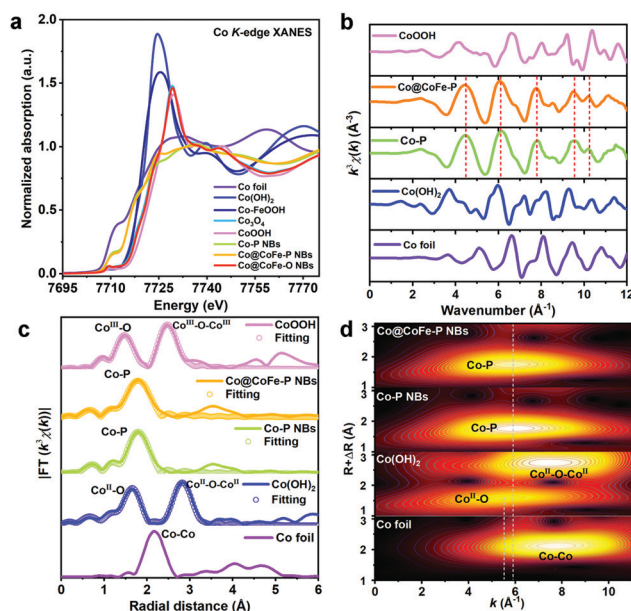 a
Co K-edge XANES
Normalized absorption (a.u.)
2.0
1.5
1.0
0.5
0.0
Co foil
Co(OH)₂
Co-FeOOH
Co₃O₄
CoOOH
Co-P NBs
Co@CoFe-P NBs
Co@CoFe-O NBs
7695 7710 7725 7740 7755 7770
Energy (eV)
b
k³χ(k) (Å⁻³)
CoOOH
Co@CoFe-P
Co-P
Co(OH)₂
Co foil
0 2 4 6 8 10 12
Wavenumber (Å⁻¹)
c
|FT (k³χ(k))|
Coᴵᴵᴵ-O
Coᴵᴵᴵ-O-Coᴵᴵᴵ
CoOOH
Fitting
Co-P
Co@CoFe-P NBs
Fitting
Co-P
Co-P NBs
Fitting
Coᴵᴵ-O
Coᴵᴵ-O-Coᴵᴵ
Co(OH)₂
Fitting
Co-Co
Co foil
0 1 2 3 4 5 6
Radial distance (Å)
d
R+ΔR (Å)
3
2
1
Co@CoFe-P NBs
Co-P
3
2
1
Co-P NBs
Co-P
3
2
1
Co(OH)₂
Coᴵᴵ-O-Coᴵᴵ
Coᴵᴵ-O
3
2
1
Co foil
Co-Co
0 2 4 6 8 10
k (Å⁻¹)